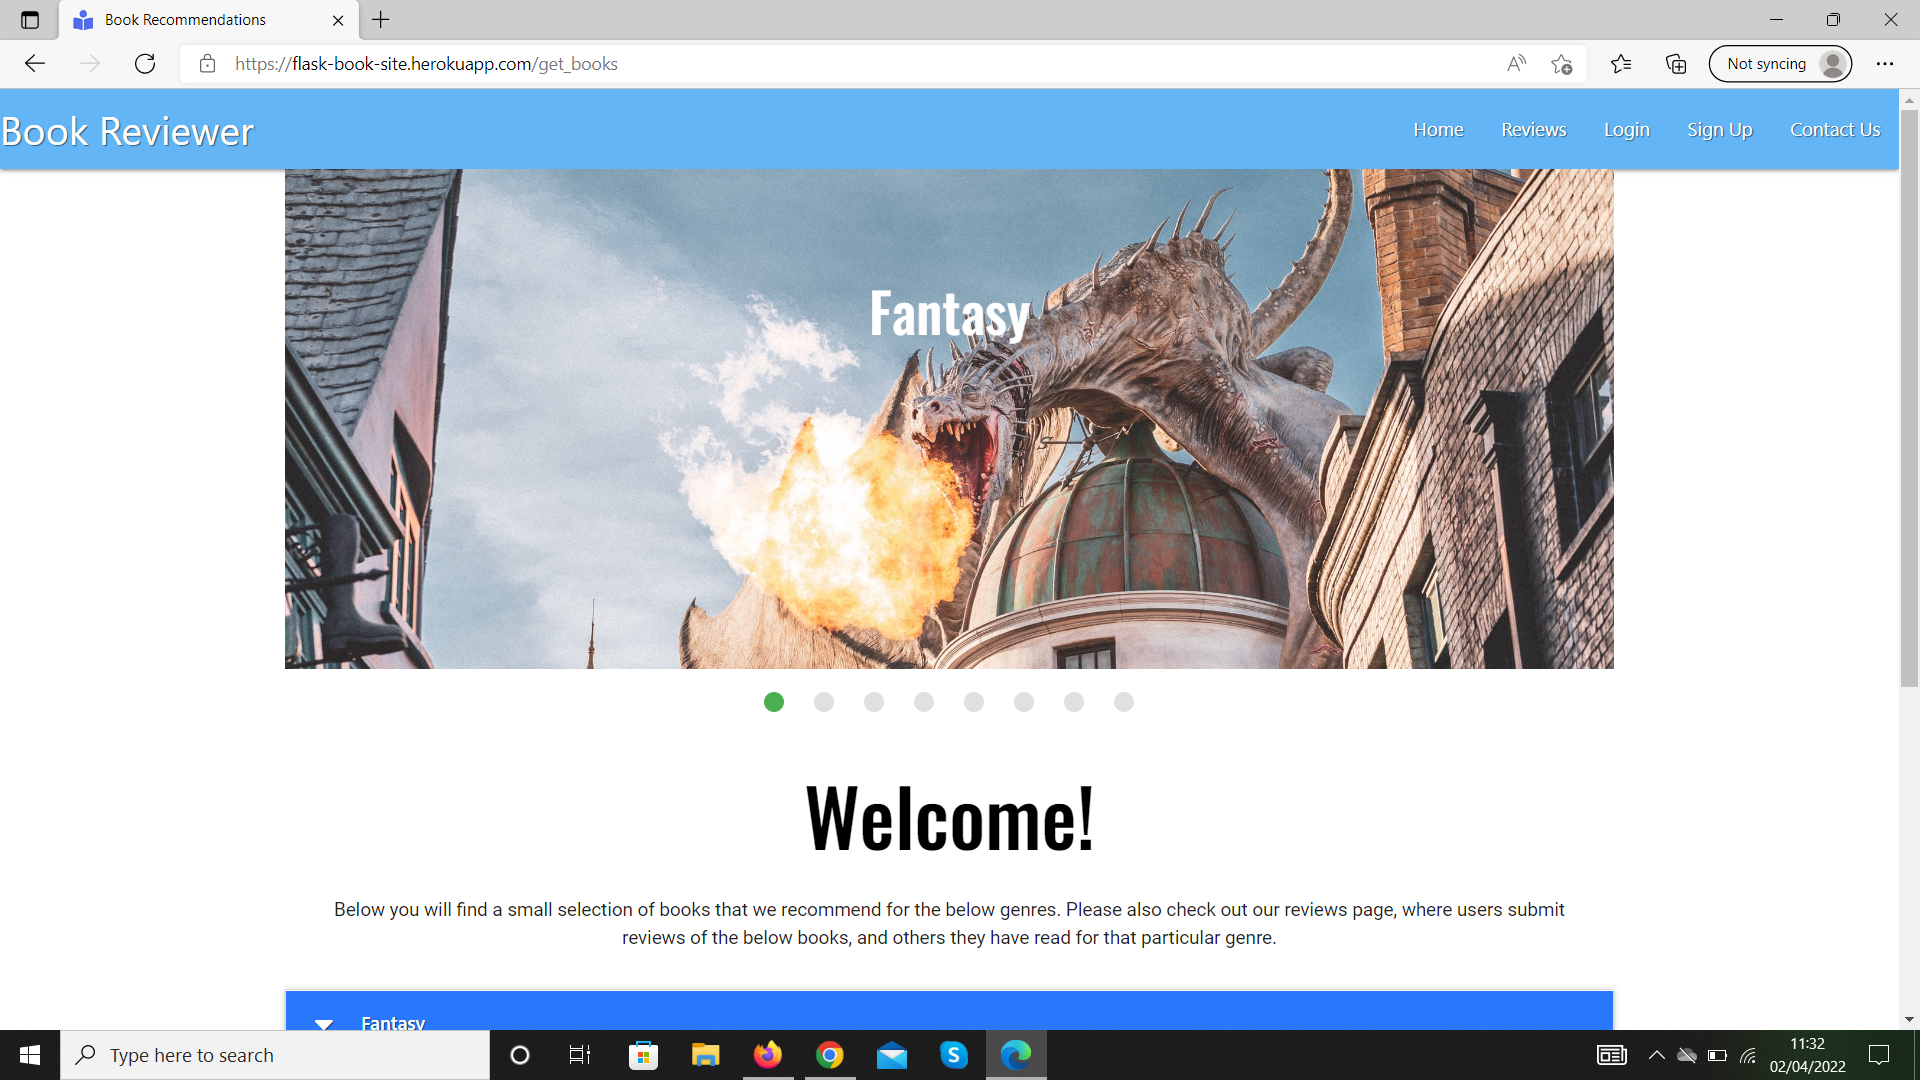 Book Recommendations
https://flask-book-site.herokuapp.com/get_books
Not syncing
Book Reviewer
Home
Reviews
Login
Sign Up
Contact Us
Fantasy
Welcome!
Below you will find a small selection of books that we recommend for the below genres. Please also check out our reviews page, where users submit
reviews of the below books, and others they have read for that particular genre.
Fantasy
Type here to search
11:32
02/04/2022